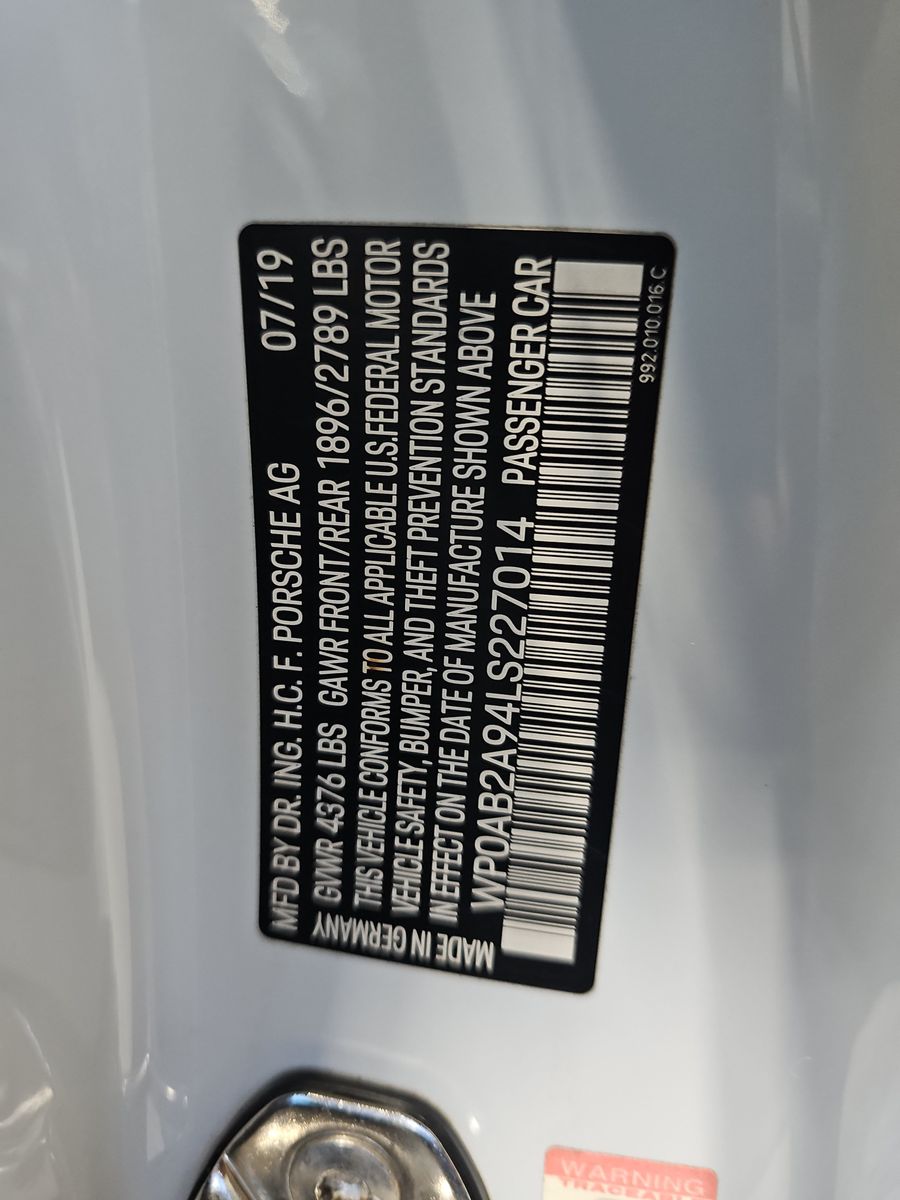 MFD BY DR. ING. H.C. F. PORSCHE AG 07/19
GVWR 4376 LBS GAWR FRONT/REAR 1896/2789 LBS
THIS VEHICLE CONFORMS TO ALL APPLICABLE U.S.FEDERAL MOTOR
VEHICLE SAFETY, BUMPER, AND THEFT PREVENTION STANDARDS
IN EFFECT ON THE DATE OF MANUFACTURE SHOWN ABOVE
WP0AB2A94LS227014 PASSENGER CAR
MADE IN GERMANY
992.010.016.C
WARNING